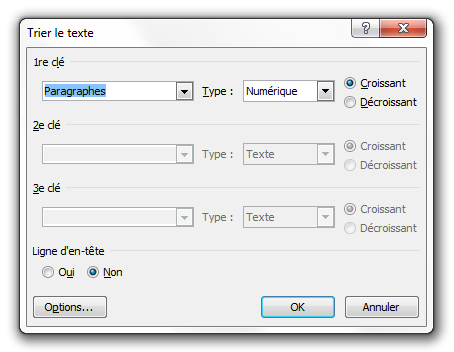 Trier le texte
1re clé
Paragraphes Type : Numérique Croissant
Décroissant
2e clé
Type : Texte Croissant
Décroissant
3e clé
Type : Texte Croissant
Décroissant
Ligne d'en-tête
Oui Non
Options... OK Annuler